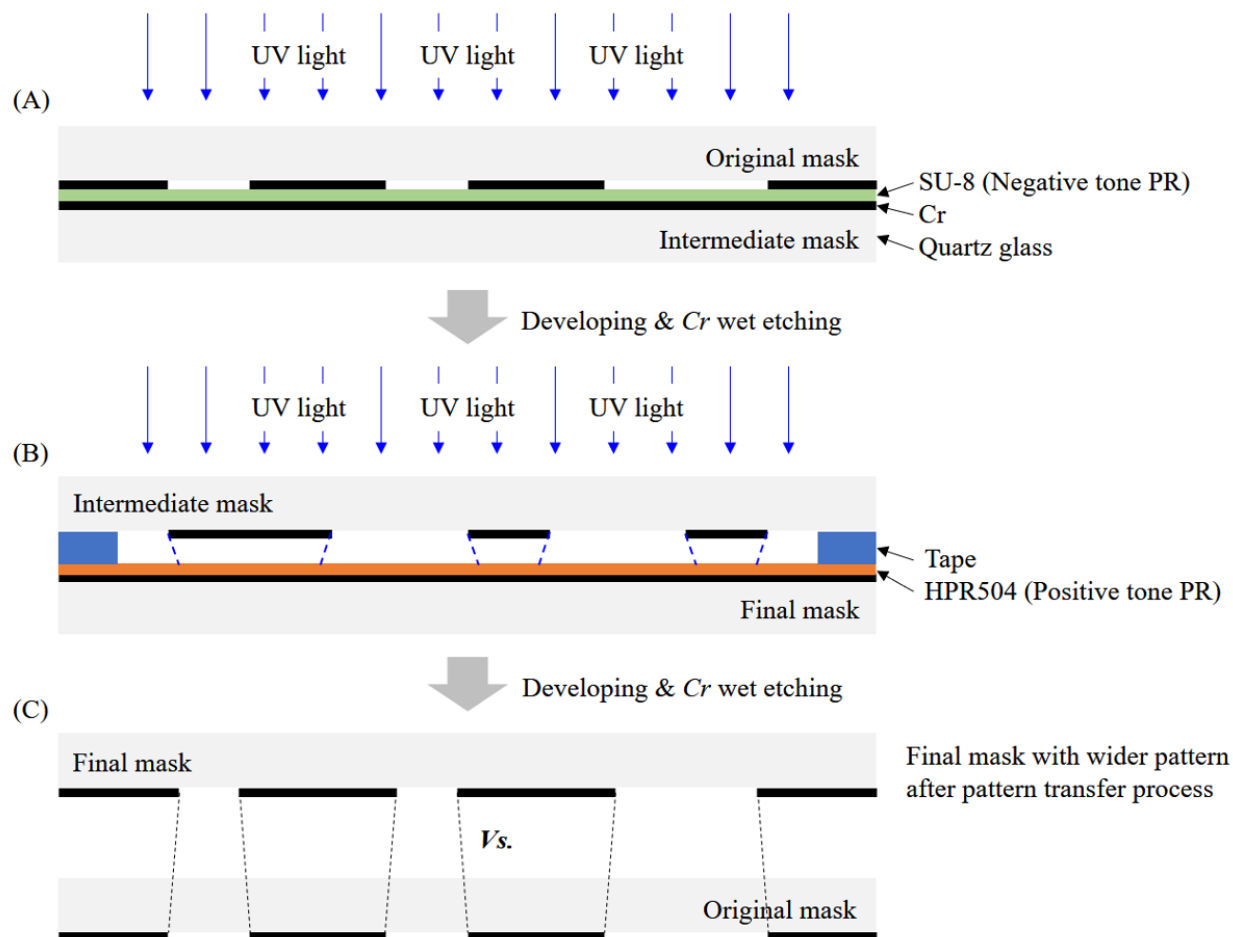 UV light UV light UV light
(A)
Original mask
SU-8 (Negative tone PR)
Cr
Intermediate mask
Quartz glass
Developing & Cr wet etching
UV light UV light UV light
(B)
Intermediate mask
Tape
HPR504 (Positive tone PR)
Final mask
Developing & Cr wet etching
(C)
Final mask
Final mask with wider pattern
after pattern transfer process
Vs.
Original mask